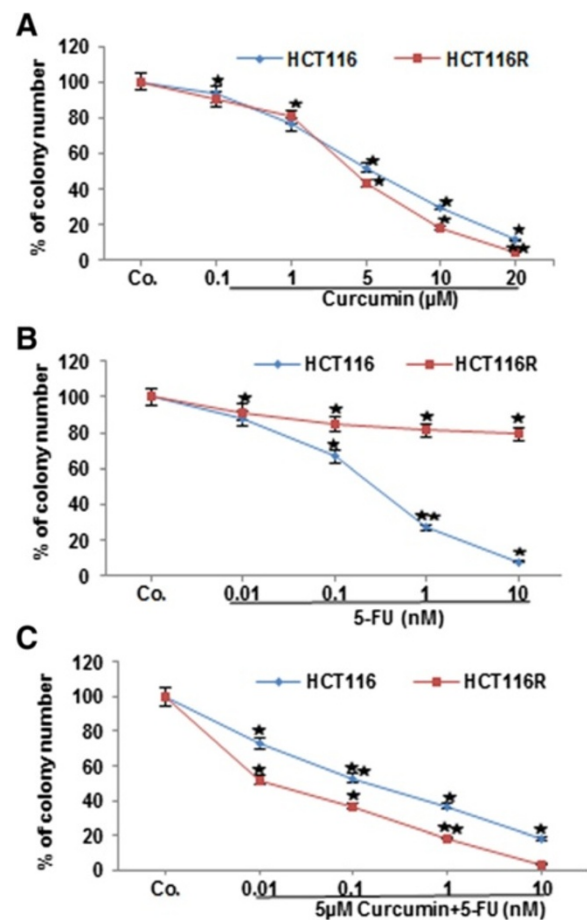 A
HCT116 HCT116R
% of colony number
120
100
80
60
40
20
0
Co. 0.1 1 5 10 20
Curcumin (µM)
B
HCT116 HCT116R
% of colony number
120
100
80
60
40
20
0
Co. 0.01 0.1 1 10
5-FU (nM)
C
HCT116 HCT116R
% of colony number
120
100
80
60
40
20
0
Co. 0.01 0.1 1 10
5µM Curcumin+5-FU (nM)